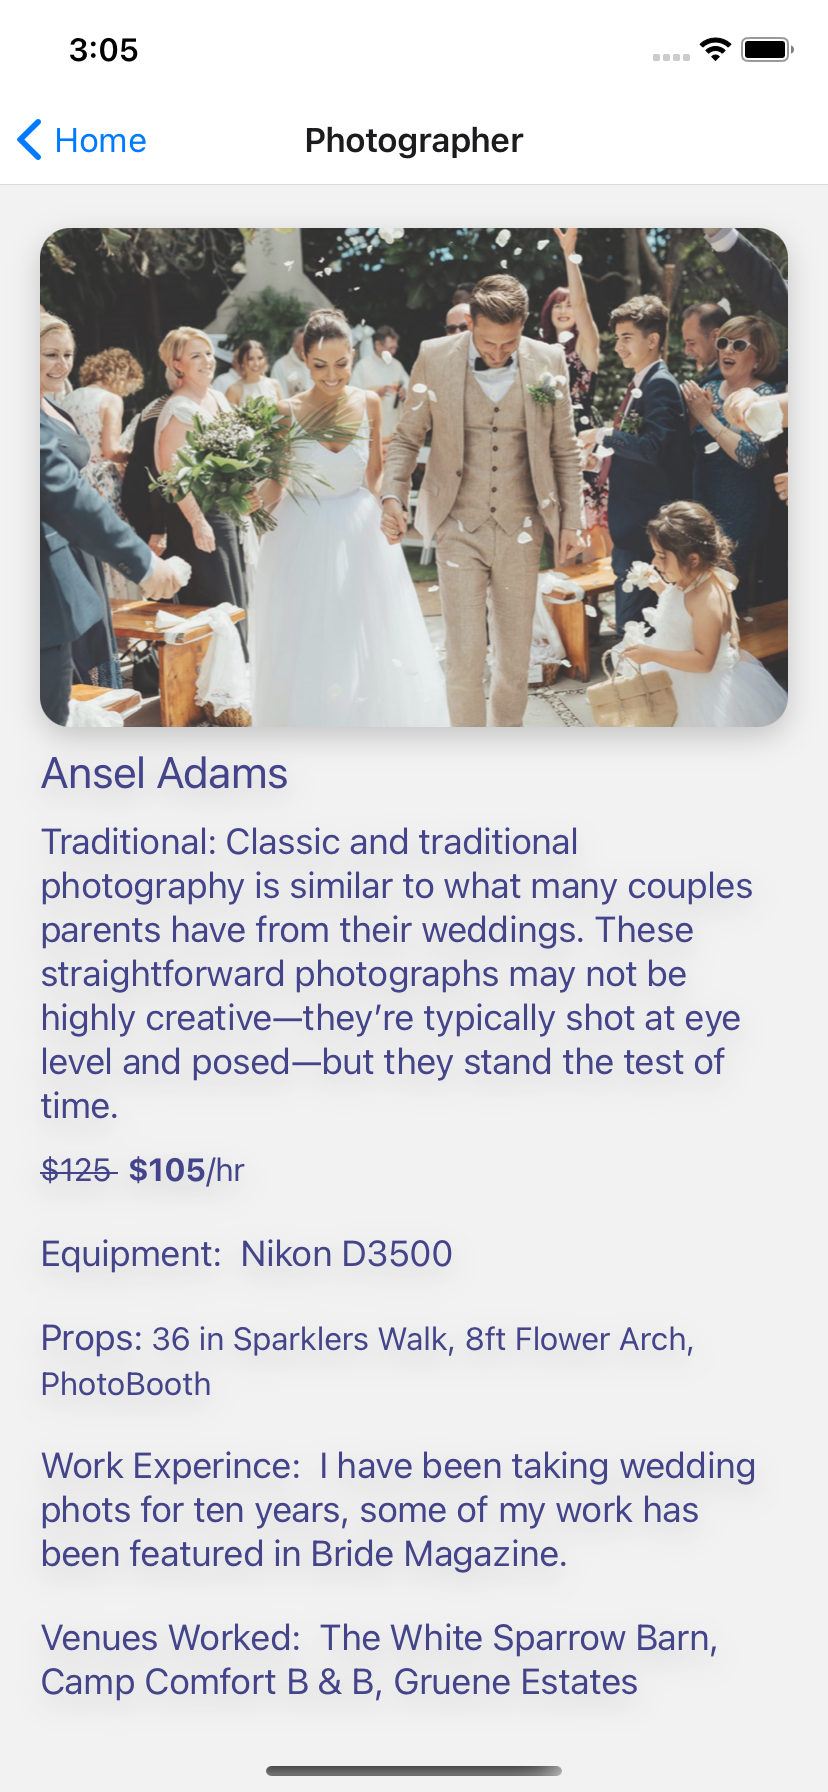 3:05
Home
Photographer
Ansel Adams
Traditional: Classic and traditional
photography is similar to what many couples
parents have from their weddings. These
straightforward photographs may not be
highly creative—they’re typically shot at eye
level and posed—but they stand the test of
time.
$125 $105/hr
Equipment: Nikon D3500
Props: 36 in Sparklers Walk, 8ft Flower Arch,
PhotoBooth
Work Experince: I have been taking wedding
phots for ten years, some of my work has
been featured in Bride Magazine.
Venues Worked: The White Sparrow Barn,
Camp Comfort B & B, Gruene Estates